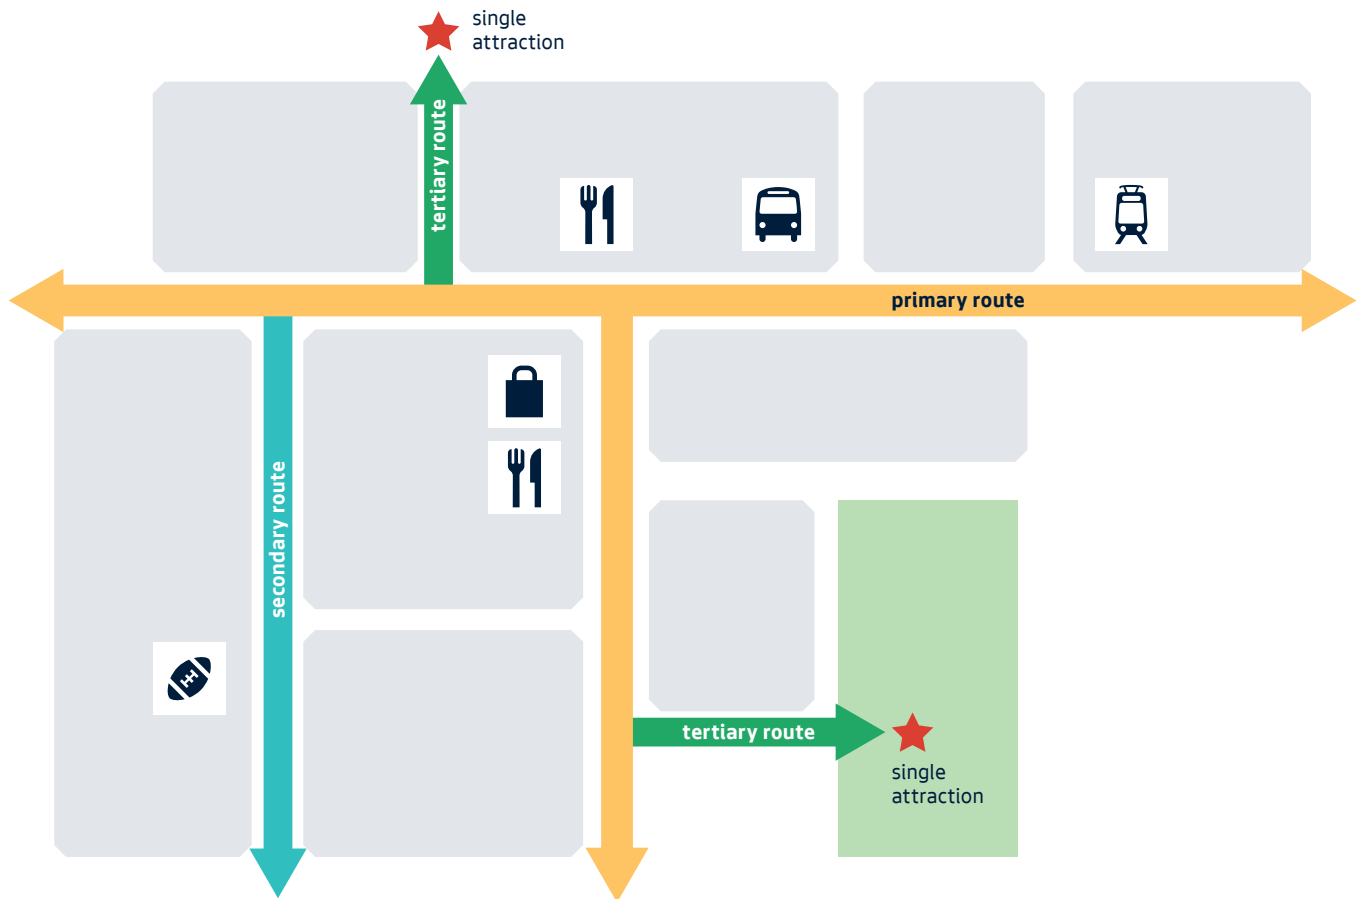 single
attraction
tertiary route
primary route
secondary route
tertiary route
single
attraction